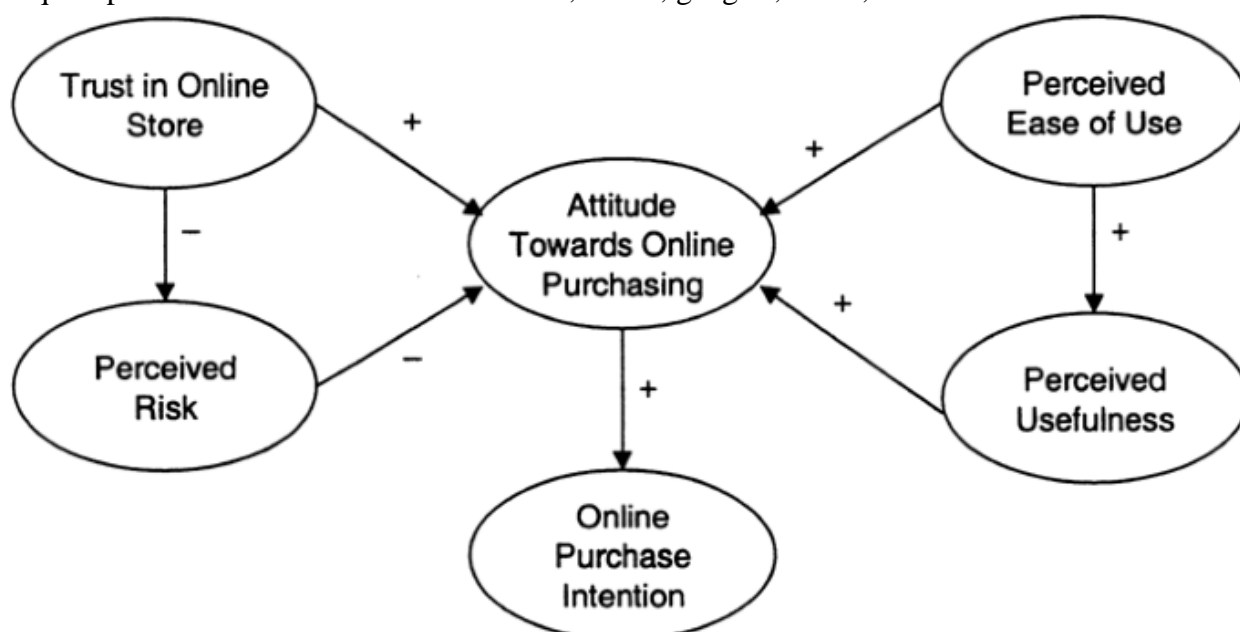 Trust in Online
Store
Perceived
Ease of Use
+
+
Attitude
Towards Online
Purchasing
−
+
+
−
Perceived
Risk
+
Perceived
Usefulness
Online
Purchase
Intention